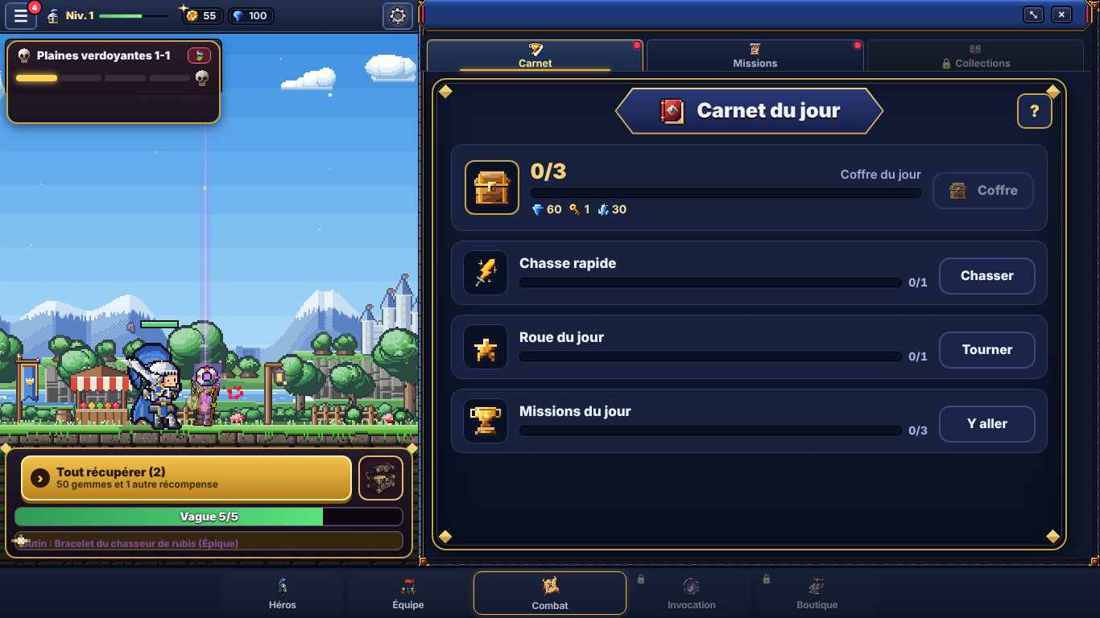 4
Niv. 1
55
100
Plaines verdoyantes 1-1
Carnet
Missions
Collections
Carnet du jour
?
0/3
Coffre du jour
60 1 30
Coffre
Chasse rapide
0/1
Chasser
Roue du jour
0/1
Tourner
Missions du jour
0/3
Y aller
Tout récupérer (2)
50 gemmes et 1 autre récompense
Vague 5/5
Butin : Bracelet du chasseur de rubis (Épique)
Héros
Équipe
Combat
Invocation
Boutique